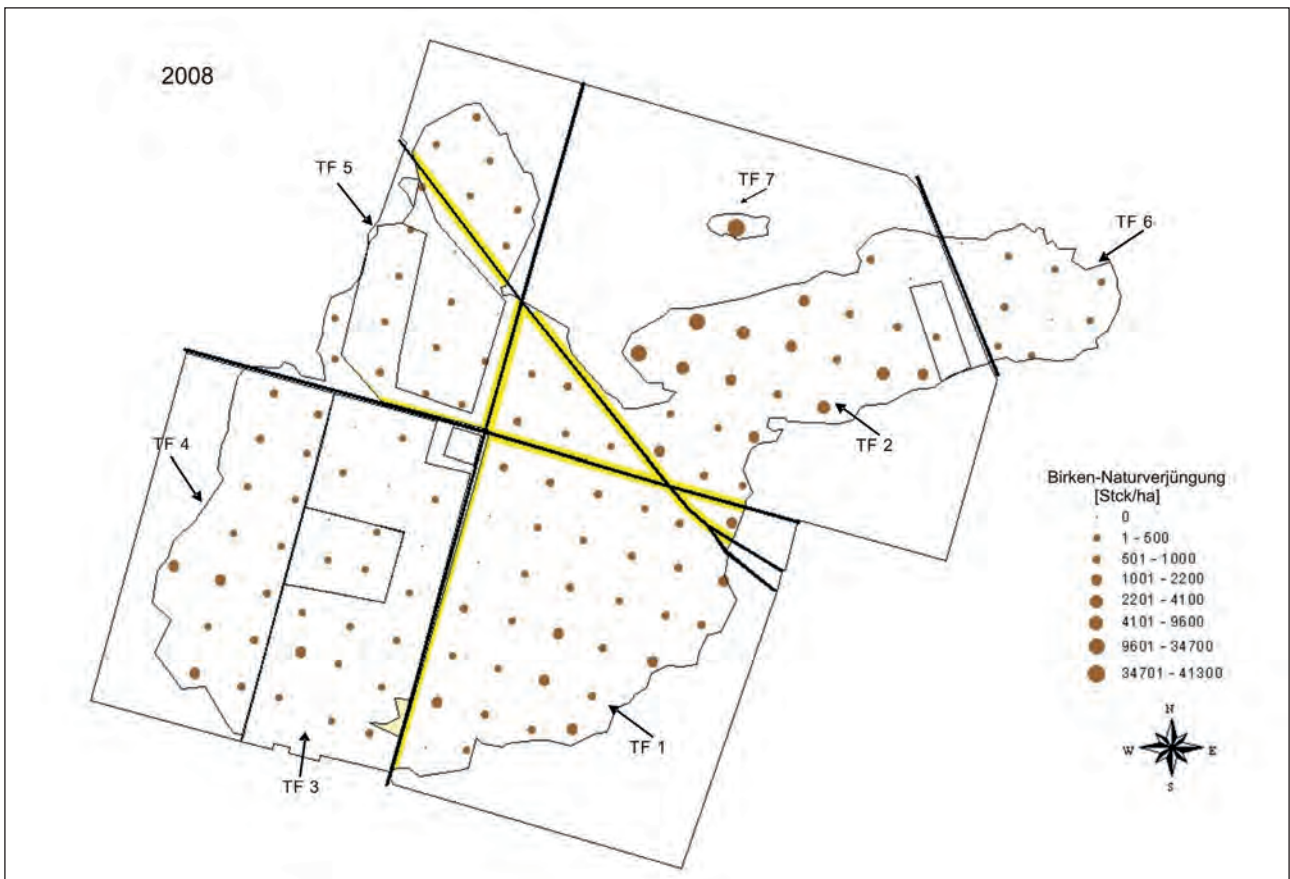 2008
TF 5
TF 7
TF 6
TF 4
TF 2
TF 1
TF 3
Birken-Naturverjüngung
[Stck/ha]
0
1 - 500
501 - 1000
1001 - 2200
2201 - 4100
4101 - 9600
9601 - 34700
34701 - 41300
N
W E
S